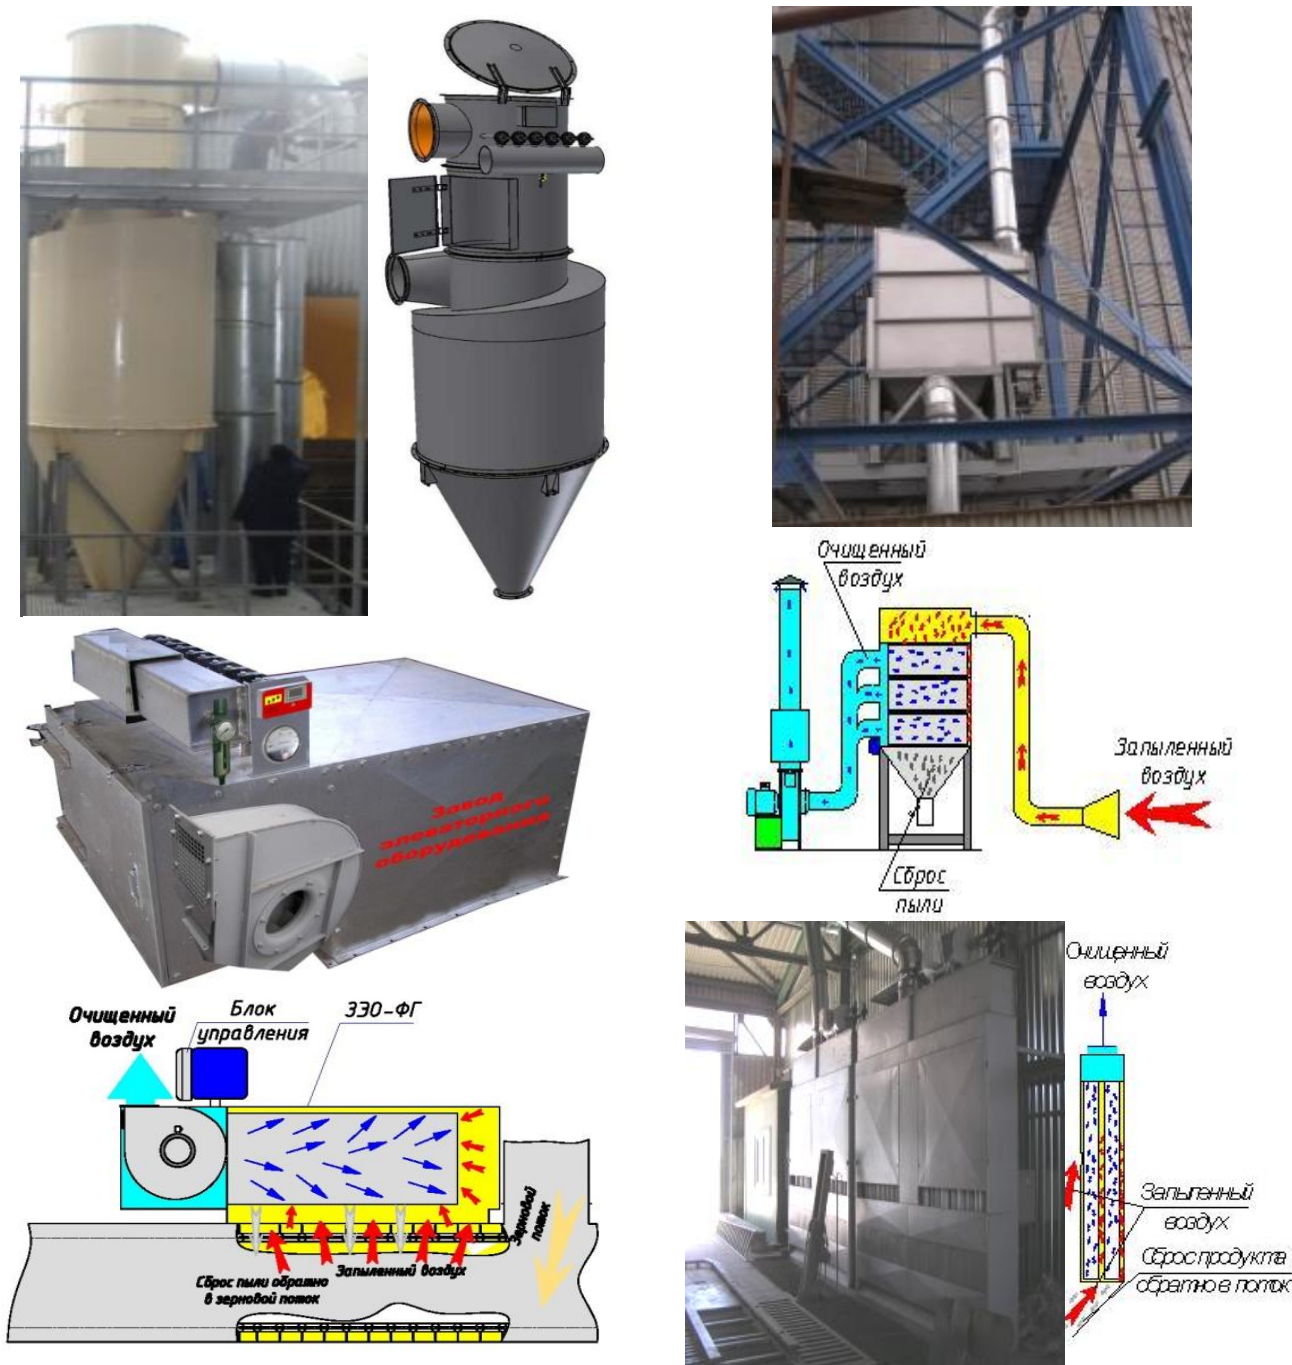 Очищенный
воздух
Запыленный
воздух
Сброс
пыли
Завод
элеваторного
оборудования
Очищенный
воздух
Блок
управления
ЗЭО-ФГ
Зерновой
поток
Сброс пыли обратно
в зерновой поток
Запыленный воздух
Очищенный
воздух
Запыленный
воздух
Сброс продукта
обратно в поток